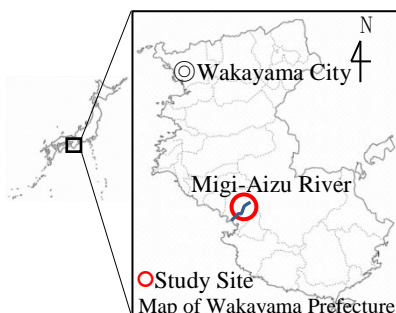 N
Wakayama City
Migi-Aizu River
Study Site
Map of Wakayama Prefecture